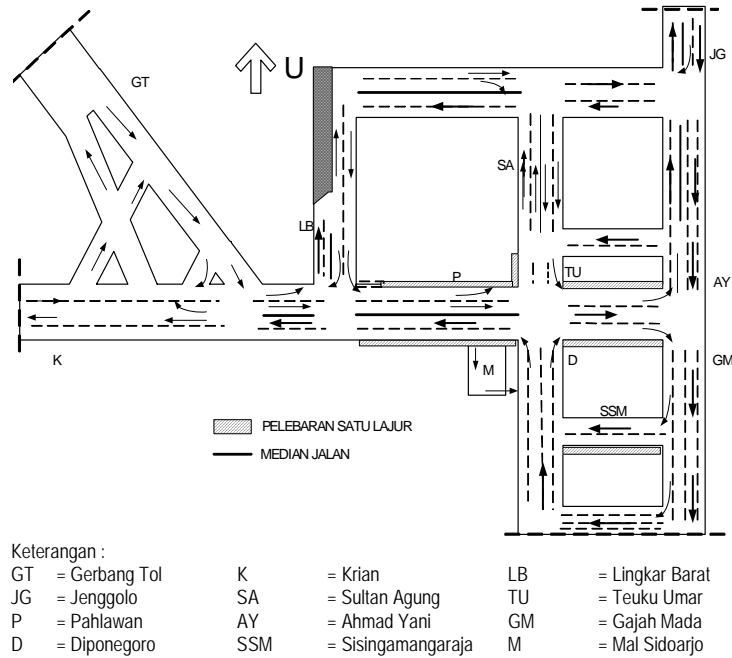 GT
U
JG
SA
LB
P
TU
AY
K
M
D
GM
SSM
PELEBARAN SATU LAJUR
MEDIAN JALAN
Keterangan :
GT = Gerbang Tol K = Krian LB = Lingkar Barat
JG = Jenggolo SA = Sultan Agung TU = Teuku Umar
P = Pahlawan AY = Ahmad Yani GM = Gajah Mada
D = Diponegoro SSM = Sisingamangaraja M = Mal Sidoarjo